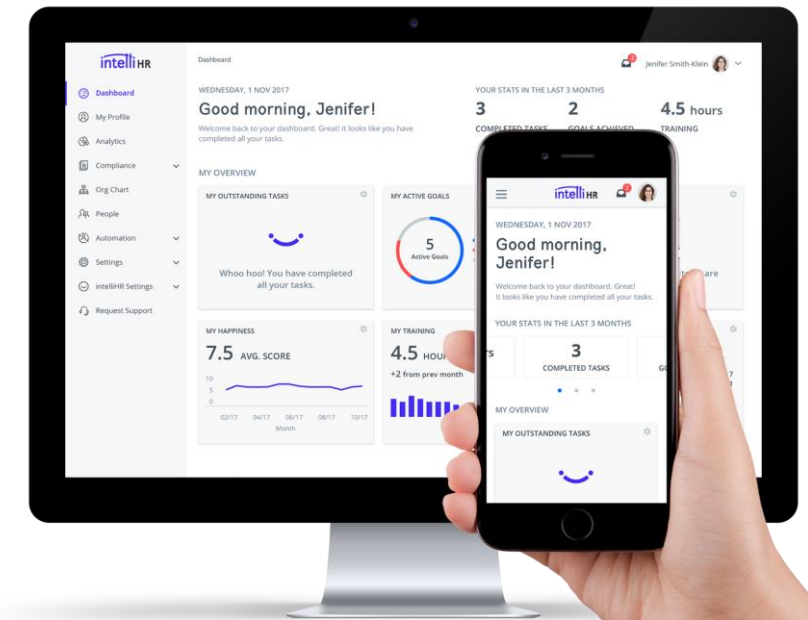 intelliHR
Dashboard
My Profile
Analytics
Compliance
Org Chart
People
Automation
Settings
intelliHR Settings
Request Support
Dashboard
2
Jenifer Smith-Klein
WEDNESDAY, 1 NOV 2017
Good morning, Jenifer!
Welcome back to your dashboard. Great! It looks like you have
completed all your tasks.
YOUR STATS IN THE LAST 3 MONTHS
3
COMPLETED TASKS
2
GOALS ACHIEVED
4.5 hours
TRAINING
MY OVERVIEW
MY OUTSTANDING TASKS
Whoo hoo! You have completed
all your tasks.
MY ACTIVE GOALS
5
Active Goals
are
MY HAPPINESS
7.5 AVG. SCORE
10
5
0
02/17 04/17 06/17 08/17 10/17
Month
MY TRAINING
4.5 HOU
+2 from prev month
intelliHR
2
WEDNESDAY, 1 NOV 2017
Good morning,
Jenifer!
Welcome back to your dashboard. Great!
It looks like you have completed all your tasks.
YOUR STATS IN THE LAST 3 MONTHS
rs
3
COMPLETED TASKS
GO
MY OVERVIEW
MY OUTSTANDING TASKS